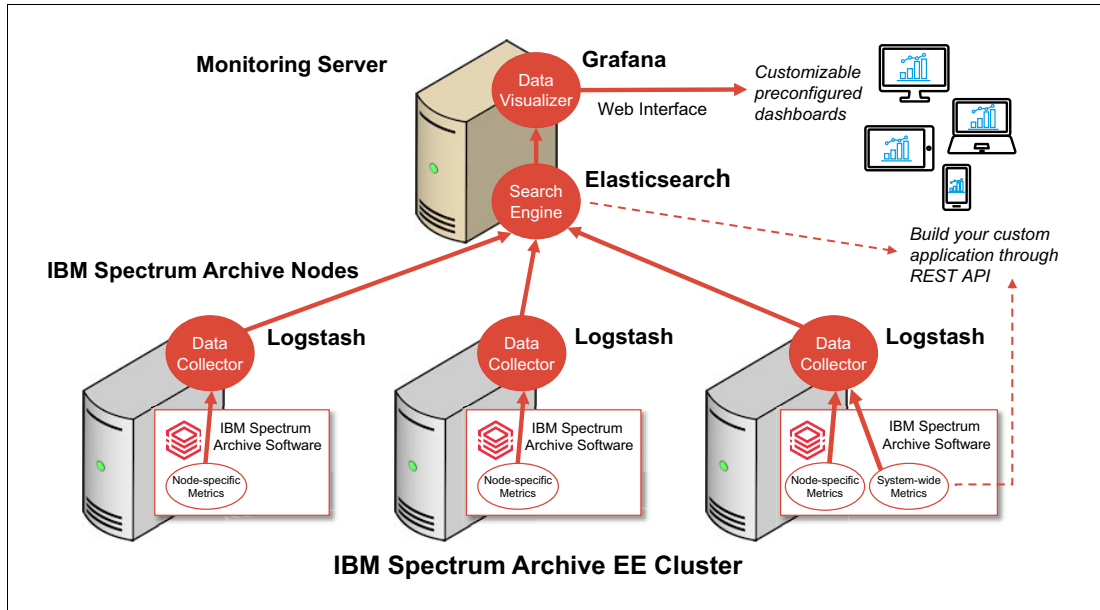 Monitoring Server
Grafana
Data
Visualizer
Web Interface
Customizable
preconfigured
dashboards
Search
Engine
Elasticsearch
Build your custom
application through
REST API
IBM Spectrum Archive Nodes
Data
Collector
Logstash
Data
Collector
Logstash
Data
Collector
Logstash
IBM Spectrum
Archive Software
Node-specific
Metrics
IBM Spectrum
Archive Software
Node-specific
Metrics
IBM Spectrum
Archive Software
Node-specific
Metrics
System-wide
Metrics
IBM Spectrum Archive EE Cluster